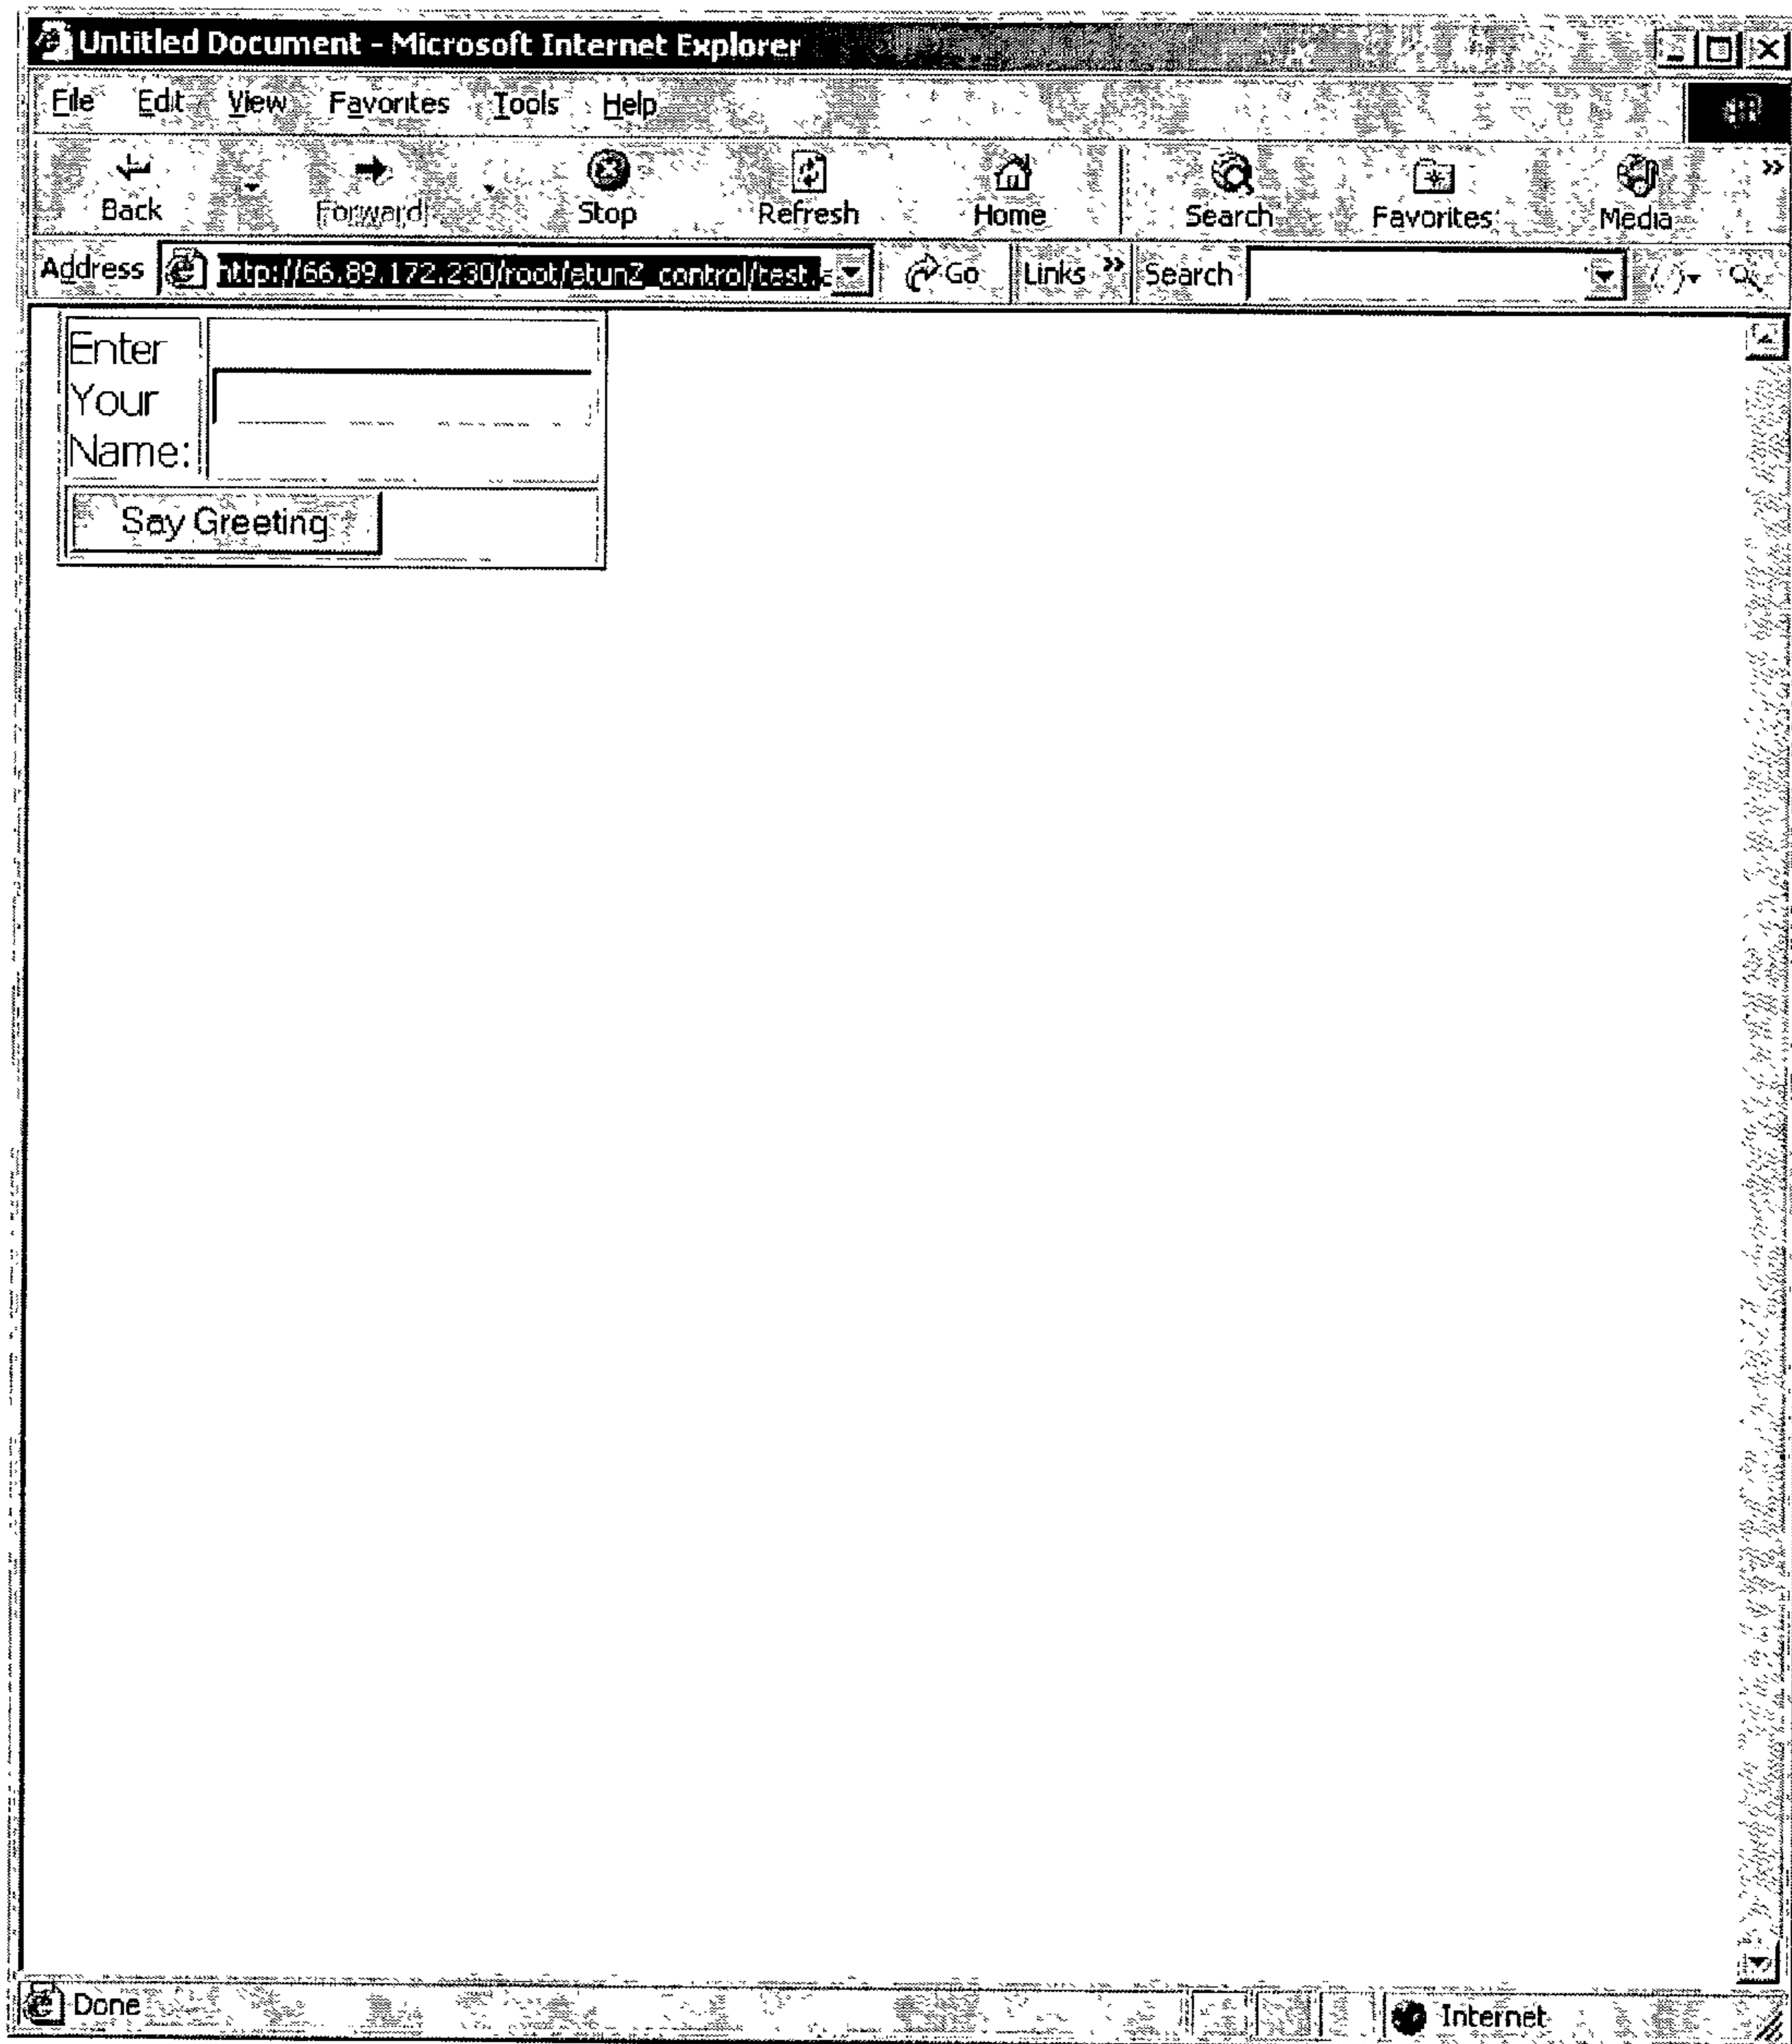 Untitled Document - Microsoft Internet Explorer
File Edit View Favorites Tools Help
Back Forward Stop Refresh Home Search Favorites Media »
Address http://66.89.172.230/root/etunZ_control/test. Go Links » Search
Enter
Your
Name:
Say Greeting
Done Internet